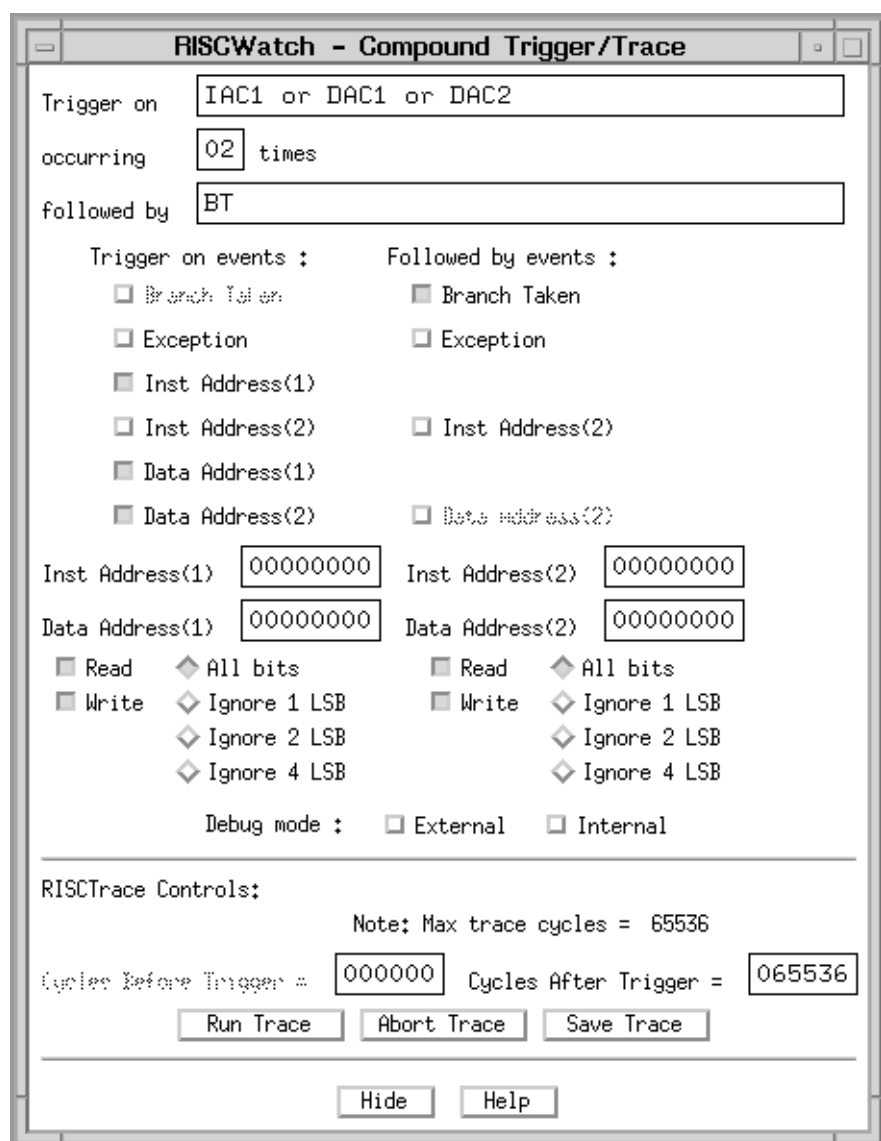 RISCWatch - Compound Trigger/Trace
Trigger on IAC1 or DAC1 or DAC2
occurring 02 times
followed by BT
Trigger on events : Followed by events :
Branch Taken Branch Taken
Exception Exception
Inst Address(1)
Inst Address(2) Inst Address(2)
Data Address(1)
Data Address(2) Data Address(2)
Inst Address(1) 00000000 Inst Address(2) 00000000
Data Address(1) 00000000 Data Address(2) 00000000
Read All bits Read All bits
Write Ignore 1 LSB Write Ignore 1 LSB
Ignore 2 LSB Ignore 2 LSB
Ignore 4 LSB Ignore 4 LSB
Debug mode : External Internal
RISCTrace Controls:
Note: Max trace cycles = 65536
Cycles Before Trigger = 000000 Cycles After Trigger = 065536
Run Trace Abort Trace Save Trace
Hide Help